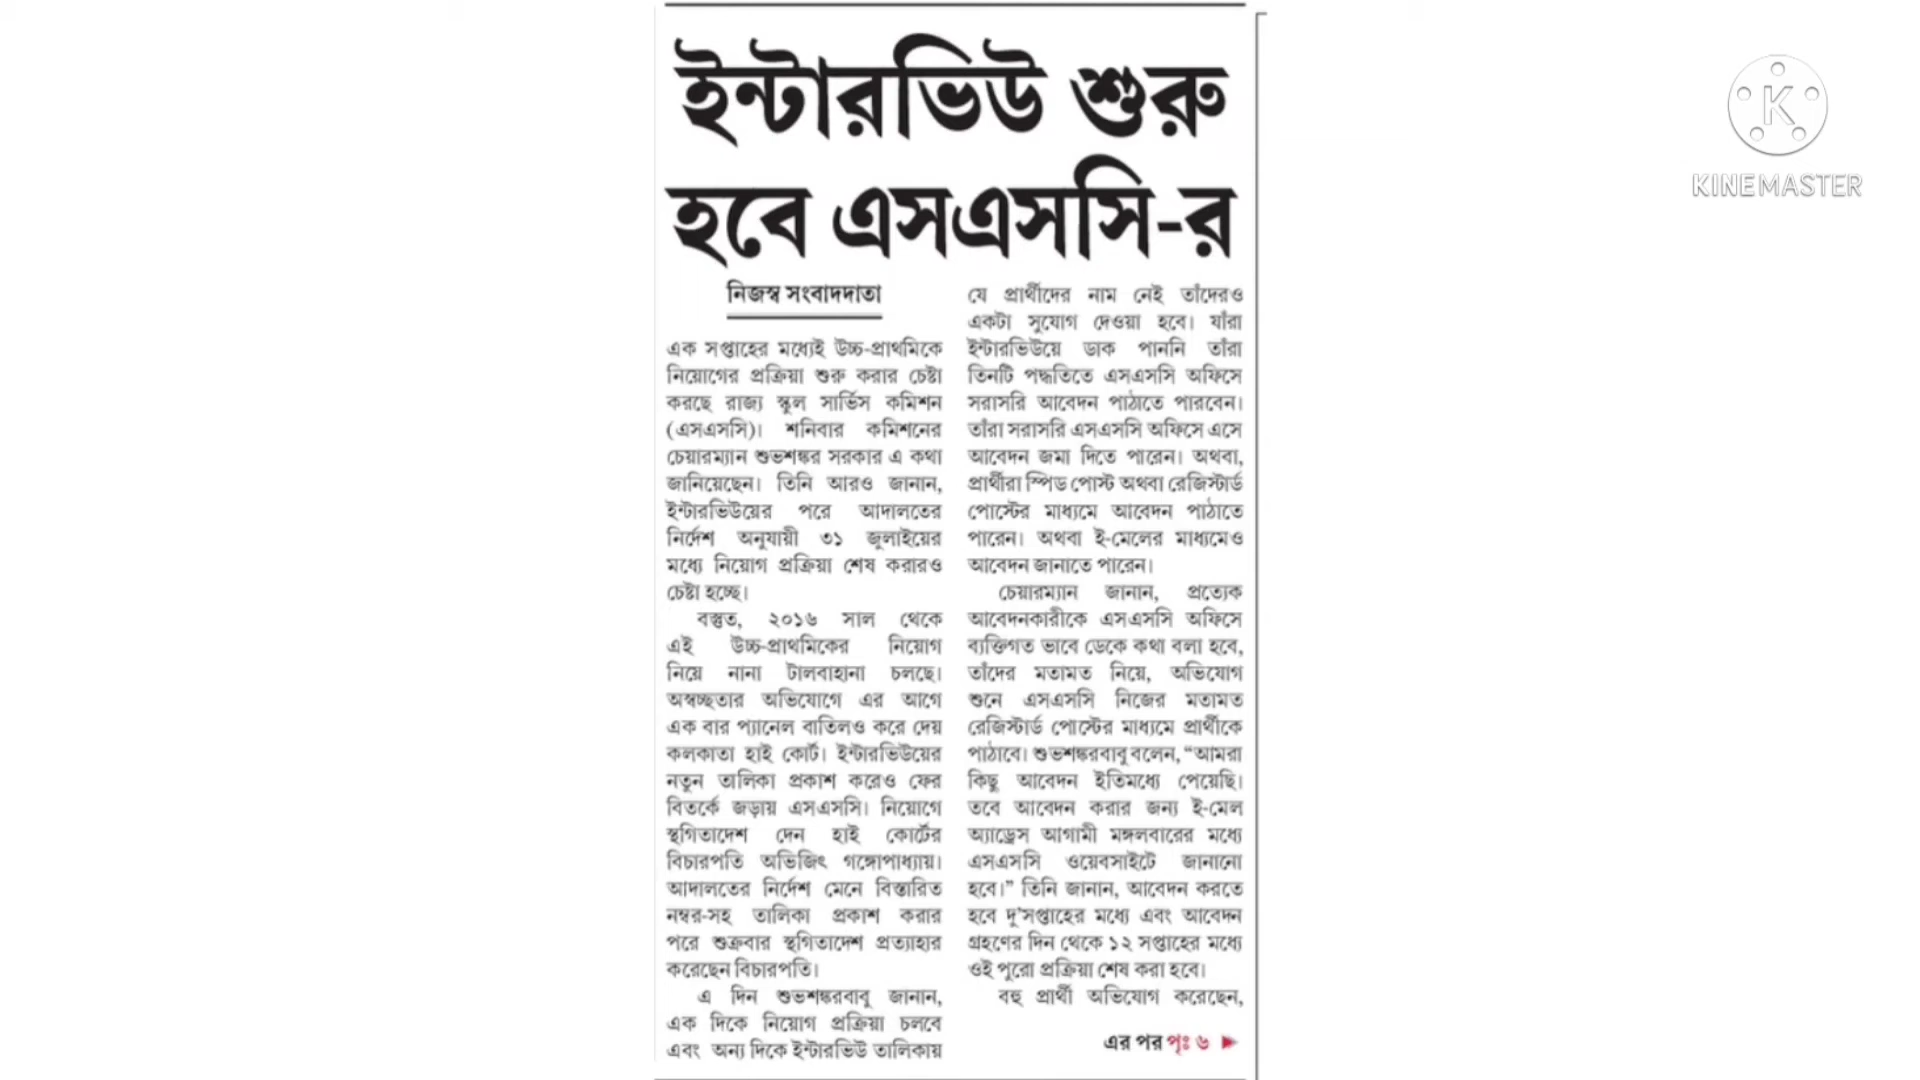 ইন্টারভিউ শুরু
হবে এসএসসি-র
নিজস্ব সংবাদদাতা
এক সপ্তাহের মধ্যেই উচ্চ-প্রাথমিকে
নিয়োগের প্রক্রিয়া শুরু করার চেষ্টা
করছে রাজ্য স্কুল সার্ভিস কমিশন
(এসএসসি)। শনিবার কমিশনের
চেয়ারম্যান শুভশঙ্কর সরকার এ কথা
জানিয়েছেন। তিনি আরও জানান,
ইন্টারভিউয়ের পরে আদালতের
নির্দেশ অনুযায়ী ৩১ জুলাইয়ের
মধ্যে নিয়োগ প্রক্রিয়া শেষ করারও
চেষ্টা হচ্ছে।
বস্তুত, ২০১৬ সাল থেকে
এই উচ্চ-প্রাথমিকের নিয়োগ
নিয়ে নানা টালবাহানা চলছে।
অস্বচ্ছতার অভিযোগে এর আগে
এক বার প্যানেল বাতিলও করে দেয়
কলকাতা হাই কোর্ট। ইন্টারভিউয়ের
নতুন তালিকা প্রকাশ করেও ফের
বিতর্কে জড়ায় এসএসসি। নিয়োগে
স্থগিতাদেশ দেন হাই কোর্টের
বিচারপতি অভিজিৎ গঙ্গোপাধ্যায়।
আদালতের নির্দেশ মেনে বিস্তারিত
নম্বর-সহ তালিকা প্রকাশ করার
পরে শুক্রবার স্থগিতাদেশ প্রত্যাহার
করেছেন বিচারপতি।
এ দিন শুভশঙ্করবাবু জানান,
এক দিকে নিয়োগ প্রক্রিয়া চলবে
এবং অন্য দিকে ইন্টারভিউ তালিকায়
যে প্রার্থীদের নাম নেই তাঁদেরও
একটা সুযোগ দেওয়া হবে। যাঁরা
ইন্টারভিউয়ে ডাক পাননি তাঁরা
তিনটি পদ্ধতিতে এসএসসি অফিসে
সরাসরি আবেদন পাঠাতে পারবেন।
তাঁরা সরাসরি এসএসসি অফিসে এসে
আবেদন জমা দিতে পারেন। অথবা,
প্রার্থীরা স্পিড পোস্ট অথবা রেজিস্টার্ড
পোস্টের মাধ্যমে আবেদন পাঠাতে
পারেন। অথবা ই-মেলের মাধ্যমেও
আবেদন জানাতে পারেন।
চেয়ারম্যান জানান, প্রত্যেক
আবেদনকারীকে এসএসসি অফিসে
ব্যক্তিগত ভাবে ডেকে কথা বলা হবে,
তাঁদের মতামত নিয়ে, অভিযোগ
শুনে এসএসসি নিজের মতামত
রেজিস্টার্ড পোস্টের মাধ্যমে প্রার্থীকে
পাঠাবে। শুভশঙ্করবাবু বলেন, “আমরা
কিছু আবেদন ইতিমধ্যে পেয়েছি।
তবে আবেদন করার জন্য ই-মেল
অ্যাড্রেস আগামী মঙ্গলবারের মধ্যে
এসএসসি ওয়েবসাইটে জানানো
হবে।” তিনি জানান, আবেদন করতে
হবে দু'সপ্তাহের মধ্যে এবং আবেদন
গ্রহণের দিন থেকে ১২ সপ্তাহের মধ্যে
ওই পুরো প্রক্রিয়া শেষ করা হবে।
বহু প্রার্থী অভিযোগ করেছেন,
এর পর পৃঃ ৬
KINEMASTER